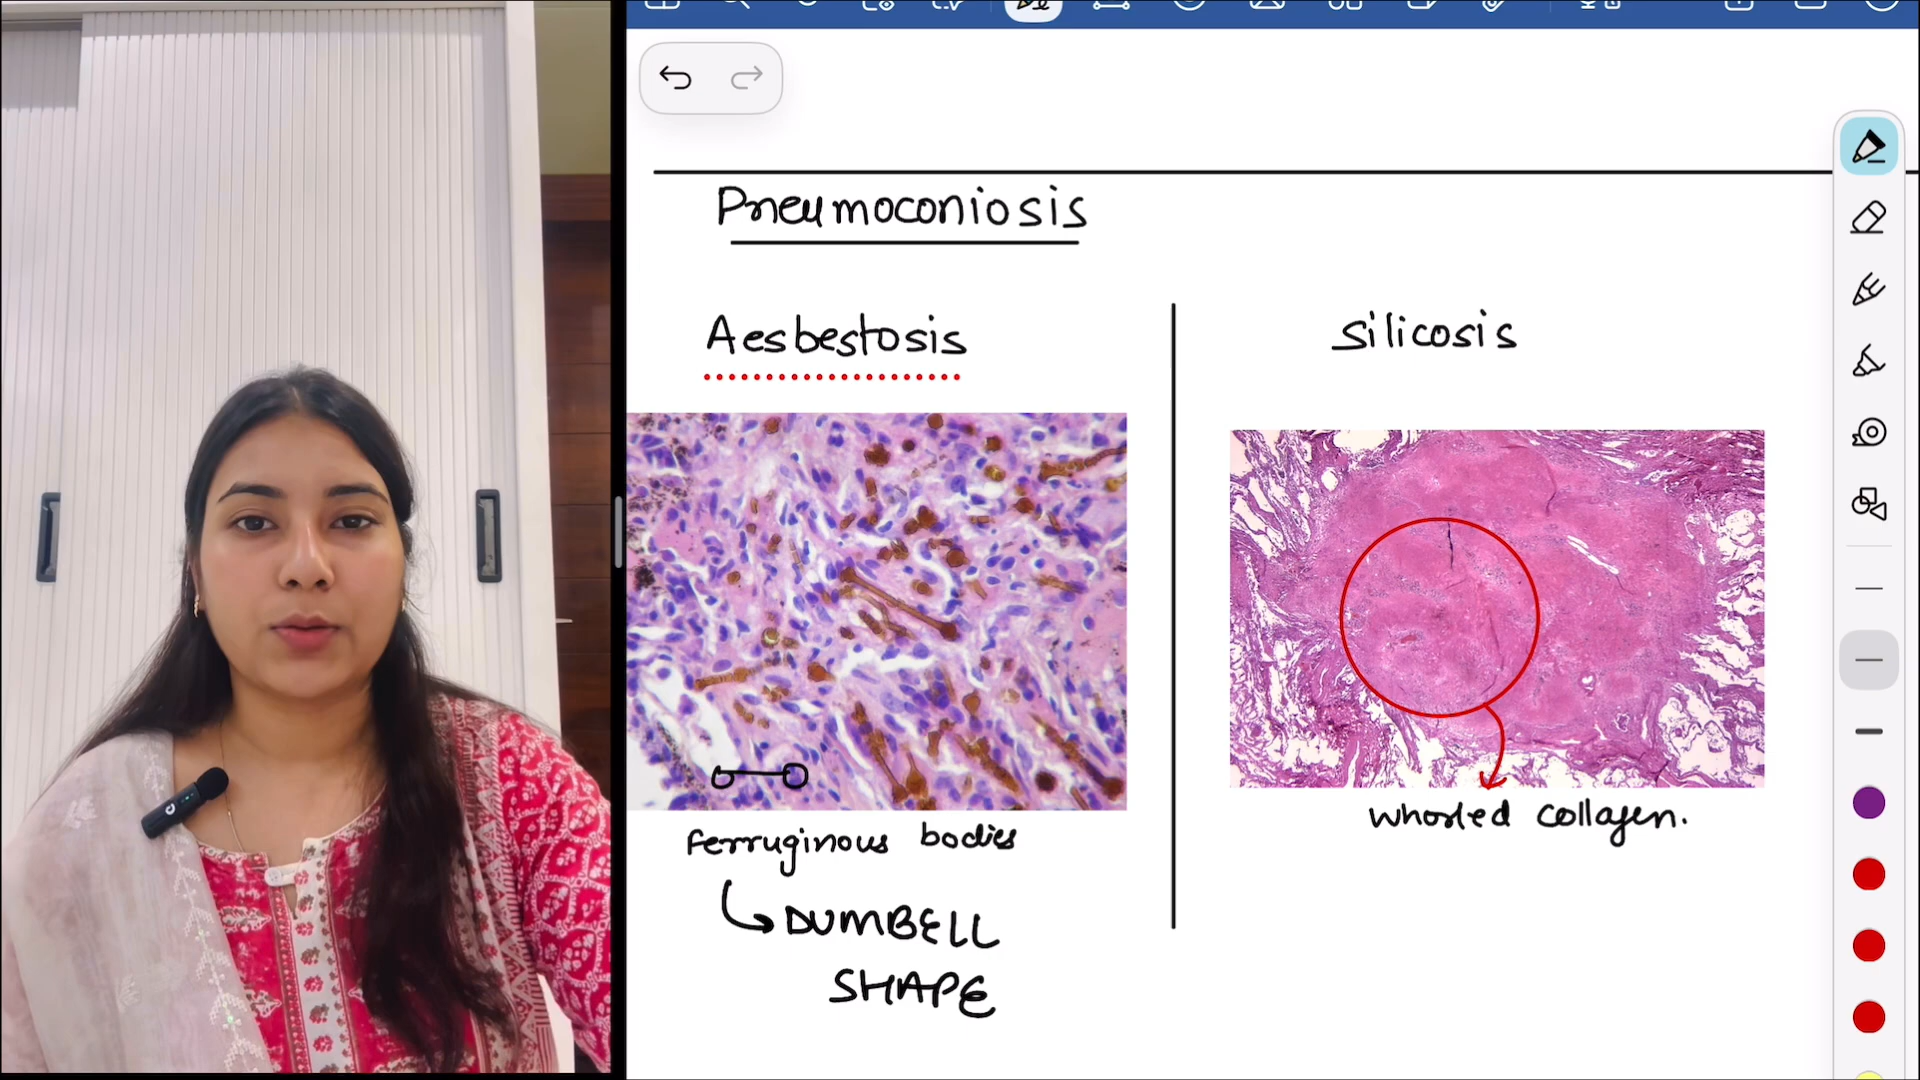 Pneumoconiosis
Aesbestosis
Silicosis
Ferruginous bodies
DUMBELL
SHAPE
Whorled collagen.